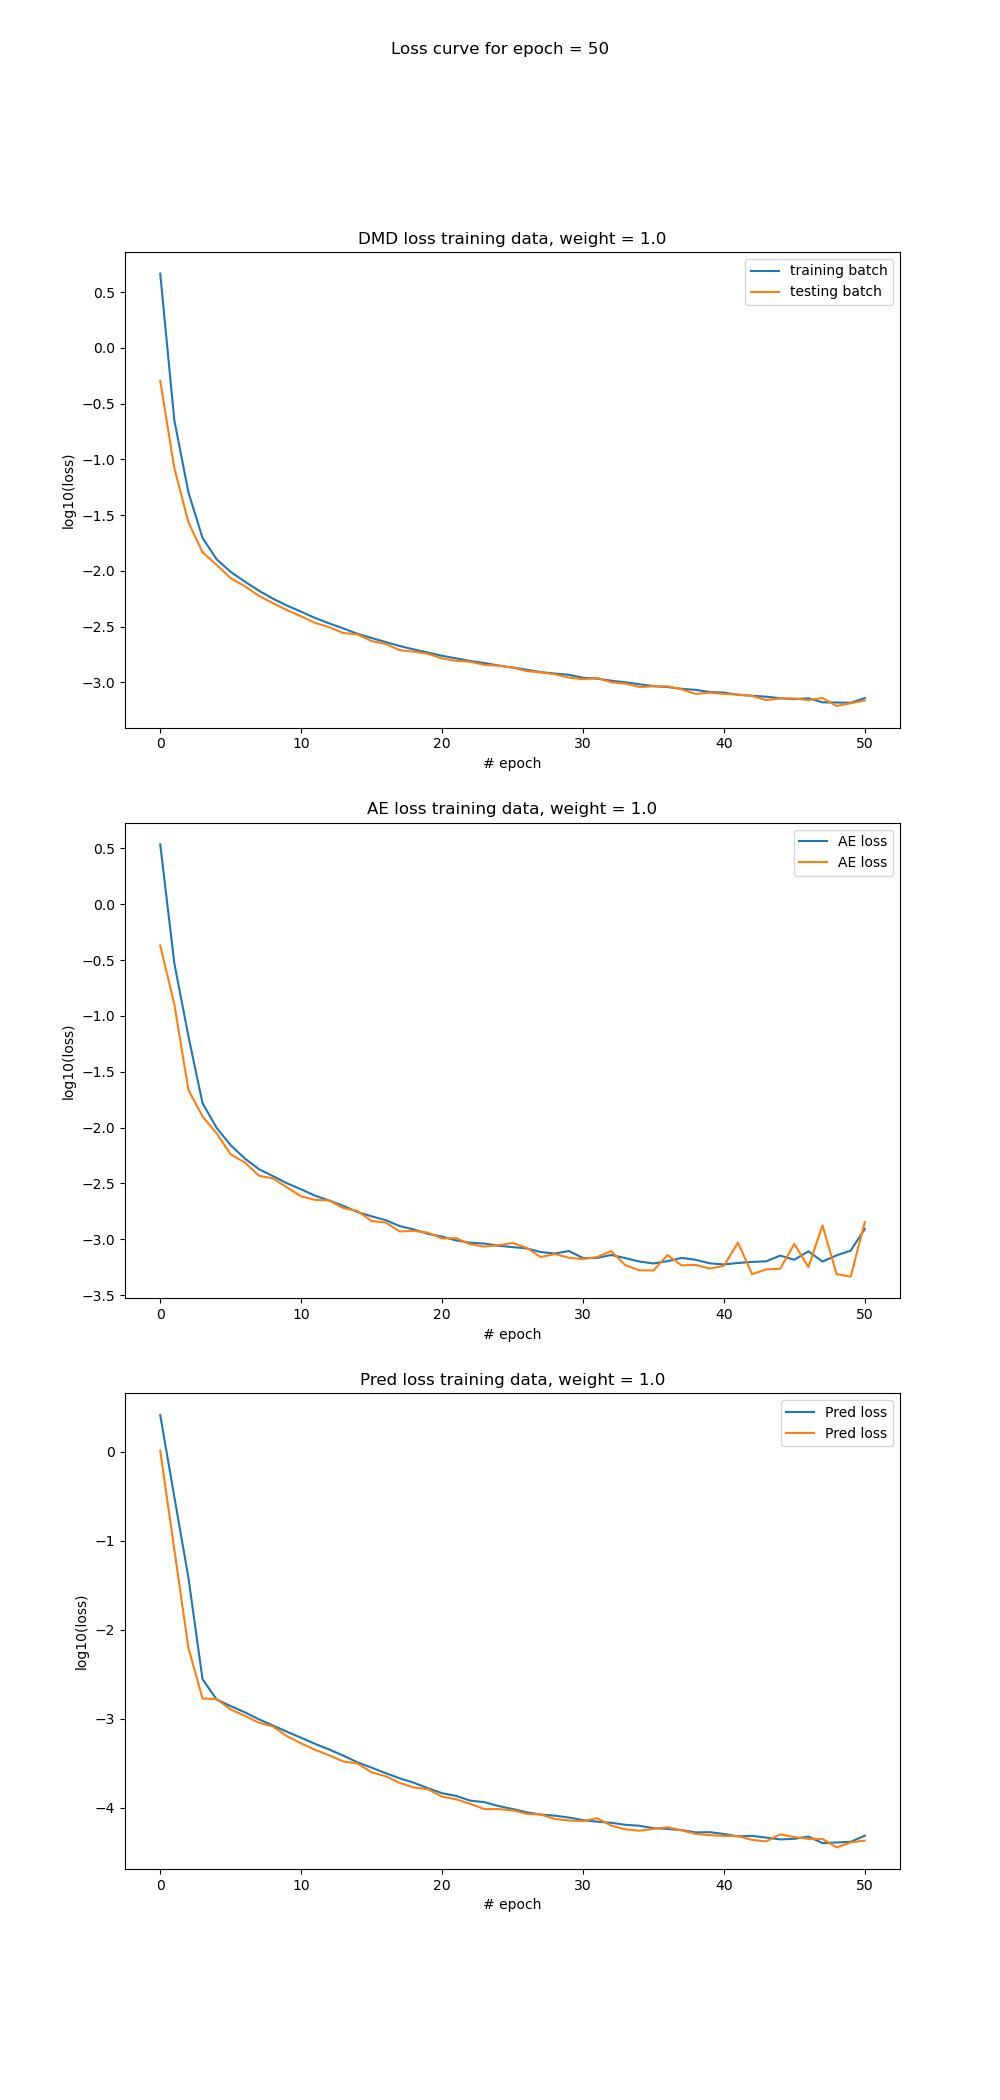 Loss curve for epoch = 50
DMD loss training data, weight = 1.0
training batch
testing batch
0.5
0.0
−0.5
−1.0
−1.5
−2.0
−2.5
−3.0
log10(loss)
0 10 20 30 40 50
# epoch
AE loss training data, weight = 1.0
AE loss
AE loss
0.5
0.0
−0.5
−1.0
−1.5
−2.0
−2.5
−3.0
−3.5
log10(loss)
0 10 20 30 40 50
# epoch
Pred loss training data, weight = 1.0
Pred loss
Pred loss
0
−1
−2
−3
−4
log10(loss)
0 10 20 30 40 50
# epoch